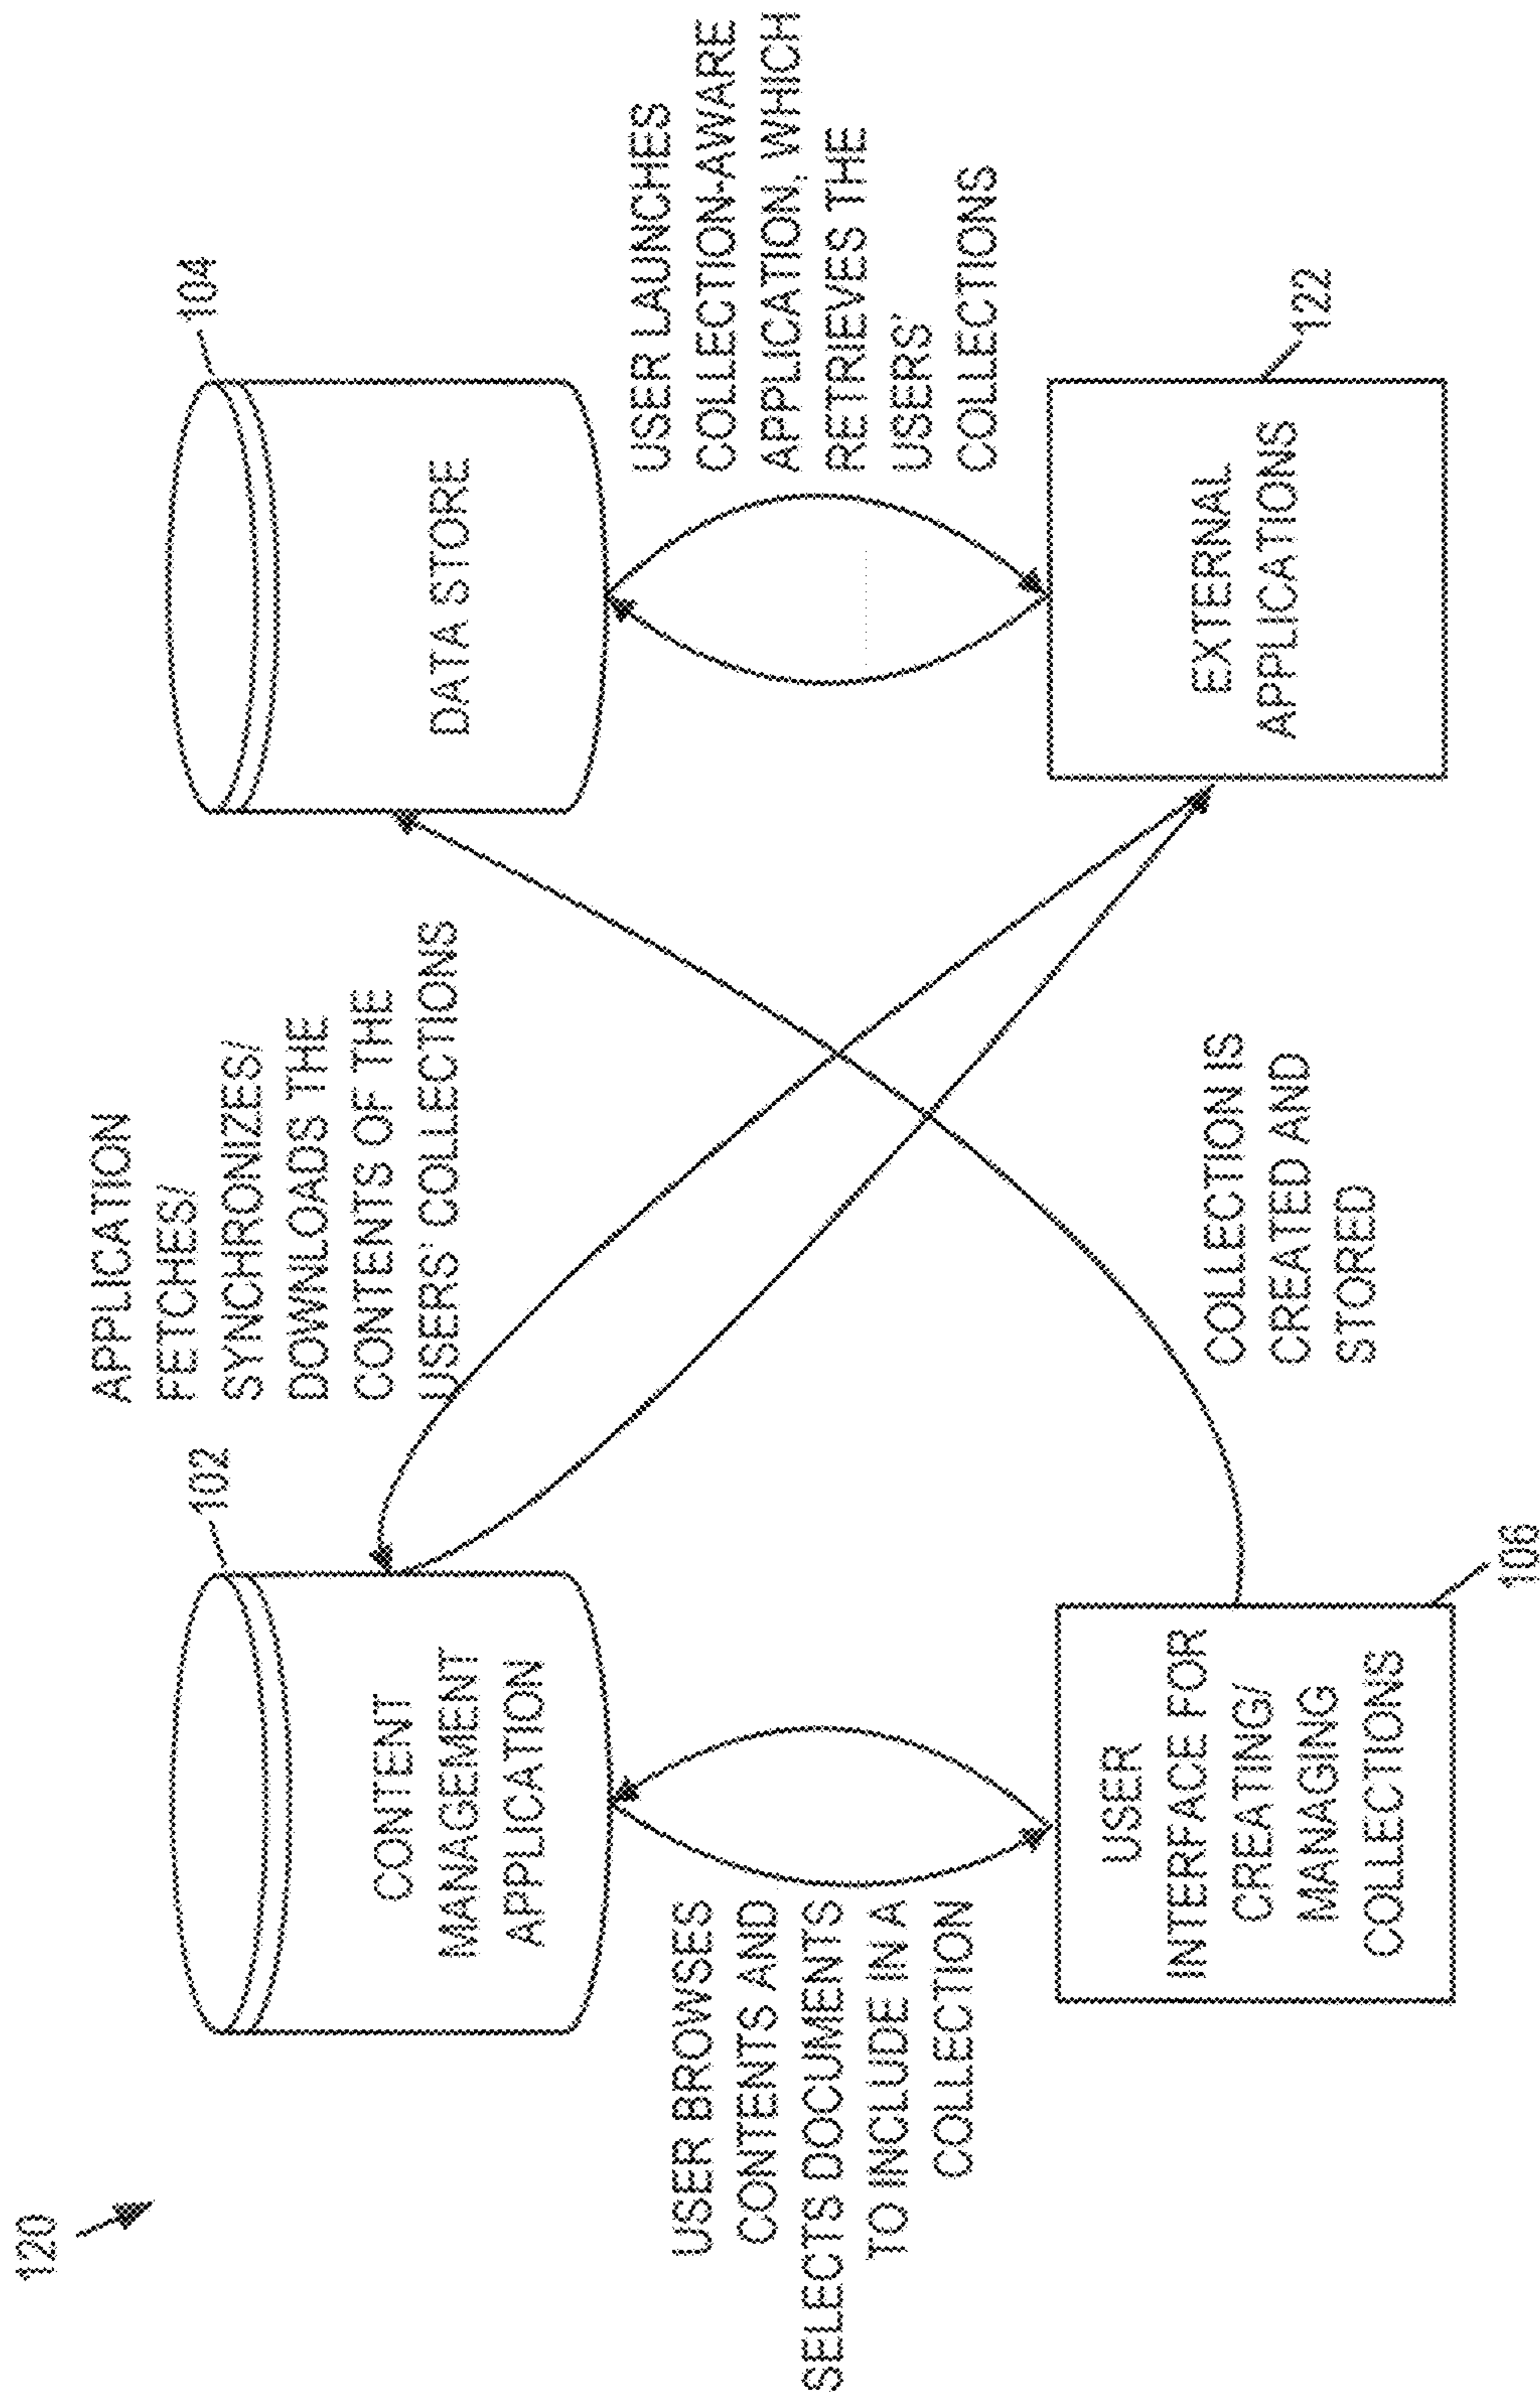 120
102
CONTENT
MANAGEMENT
APPLICATION
APPLICATION
FETCHES/
SYNCHRONIZES/
DOWNLOADS THE
CONTENTS OF THE
USERS' COLLECTIONS
104
DATA STORE
USER BROWSES
CONTENTS AND
SELECTS DOCUMENTS
TO INCLUDE IN A
COLLECTION
USER LAUNCHES
COLLECTION-AWARE
APPLICATION, WHICH
RETRIEVES THE
USERS'
COLLECTIONS
USER
INTERFACE FOR
CREATING/
MANAGING
COLLECTIONS
106
COLLECTION IS
CREATED AND
STORED
EXTERNAL
APPLICATIONS
122